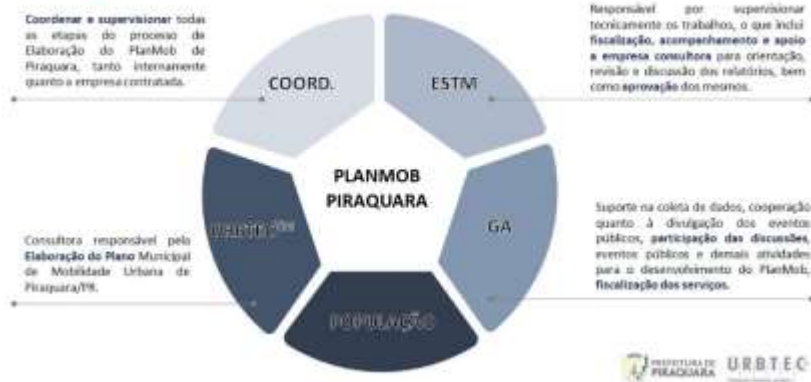 Coordenar e supervisionar todas
as etapas do processo de
Elaboração do PlanMob de
Piraquara, tanto internamente
quanto a empresa contratada.
Responsável por supervisionar
tecnicamente os trabalhos, o que inclui
fiscalização, acompanhamento e apoio
a empresa consultora para orientação,
revisão e discussão dos relatórios, bem
como aprovação dos mesmos.
COORD.
ESTM
PLANMOB
PIRAQUARA
URBTEC
GA
POPULAÇÃO
Consultora responsável pela
Elaboração do Plano Municipal
de Mobilidade Urbana de
Piraquara/PR.
Suporte na coleta de dados, cooperação
quanto à divulgação dos eventos
públicos, participação das discussões,
eventos públicos e demais atividades
para o desenvolvimento do PlanMob,
fiscalização dos serviços.
PREFEITURA DE
PIRAQUARA
URBTEC